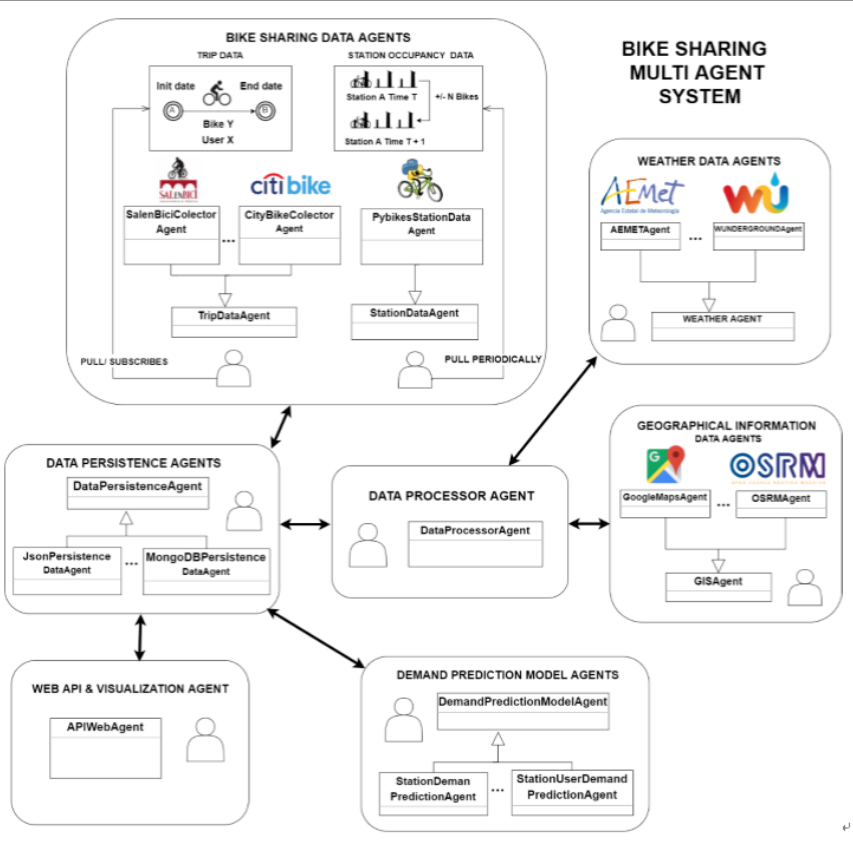 BIKE SHARING DATA AGENTS
TRIP DATA
STATION OCCUPANCY DATA
Init date
End date
A
B
Bike Y
User X
Station A Time T
+/- N Bikes
Station A Time T + 1
SALENBICI
citi bike
SalenBiciColector
Agent
...
CityBikeColector
Agent
PybikesStationData
Agent
TripDataAgent
StationDataAgent
PULL/ SUBSCRIBES
PULL PERIODICALLY
BIKE SHARING
MULTI AGENT
SYSTEM
WEATHER DATA AGENTS
AEMet
Agencia Estatal de Meteorología
WU
AEMETAgent
...
WUNDERGROUNDAgent
WEATHER AGENT
GEOGRAPHICAL INFORMATION
DATA AGENTS
G
OSRM
GoogleMapsAgent
...
OSRMAgent
GISAgent
DATA PERSISTENCE AGENTS
DataPersistenceAgent
JsonPersistence
DataAgent
...
MongoDBPersistence
DataAgent
DATA PROCESSOR AGENT
DataProcessorAgent
WEB API & VISUALIZATION AGENT
APIWebAgent
DEMAND PREDICTION MODEL AGENTS
DemandPredictionModelAgent
StationDeman
PredictionAgent
...
StationUserDemand
PredictionAgent